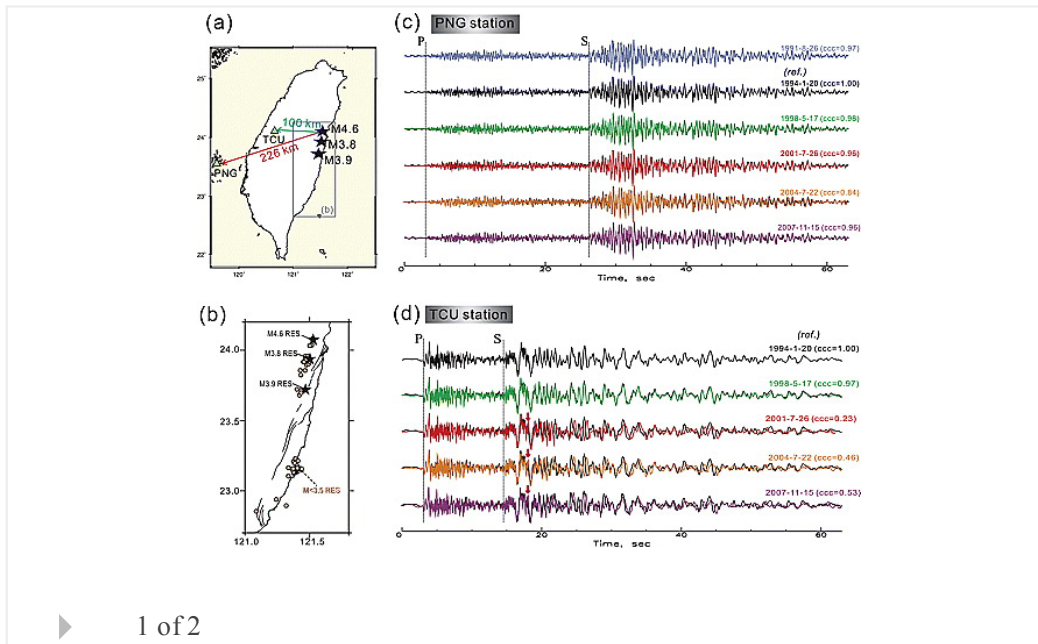 (a)
25'
24'
23'
22'
120'
121'
122'
100 km
TCU
226 km
PNG
M4.6
M3.8
M3.9
(b)
(c) PNG station
P
S
1991-8-26 (ccc=0.97)
(ref.)
1994-1-20 (ccc=1.00)
1998-5-17 (ccc=0.98)
2001-7-26 (ccc=0.96)
2004-7-22 (ccc=0.84)
2007-11-15 (ccc=0.96)
0 20 40 60
Time, sec
(b)
M4.6 RES
M3.8 RES
M3.9 RES
M<3.5 RES
24.0
23.5
23.0
121.0 121.5
(d) TCU station
P
S
(ref.)
1994-1-20 (ccc=1.00)
1998-5-17 (ccc=0.97)
2001-7-26 (ccc=0.23)
2004-7-22 (ccc=0.46)
2007-11-15 (ccc=0.53)
0 20 40 60
Time, sec
1 of 2